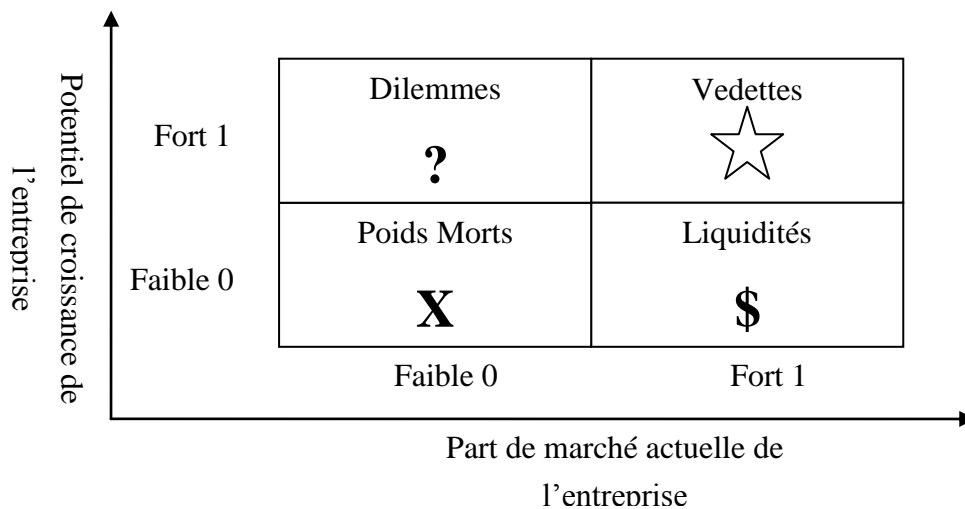 Potentiel de croissance de
l'entreprise
Dilemmes
Vedettes
Fort 1
?
Poids Morts
Liquidités
Faible 0
X
$
Faible 0
Fort 1
Part de marché actuelle de
l'entreprise